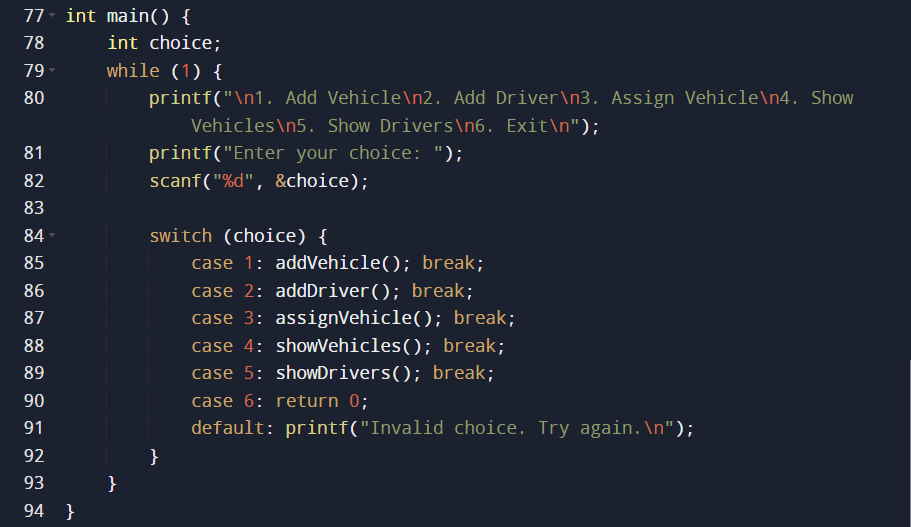 77 int main() {
78     int choice;
79     while (1) {
80         printf("\n1. Add Vehicle\n2. Add Driver\n3. Assign Vehicle\n4. Show
            Vehicles\n5. Show Drivers\n6. Exit\n");
81         printf("Enter your choice: ");
82         scanf("%d", &choice);
83
84         switch (choice) {
85             case 1: addVehicle(); break;
86             case 2: addDriver(); break;
87             case 3: assignVehicle(); break;
88             case 4: showVehicles(); break;
89             case 5: showDrivers(); break;
90             case 6: return 0;
91             default: printf("Invalid choice. Try again.\n");
92         }
93     }
94 }